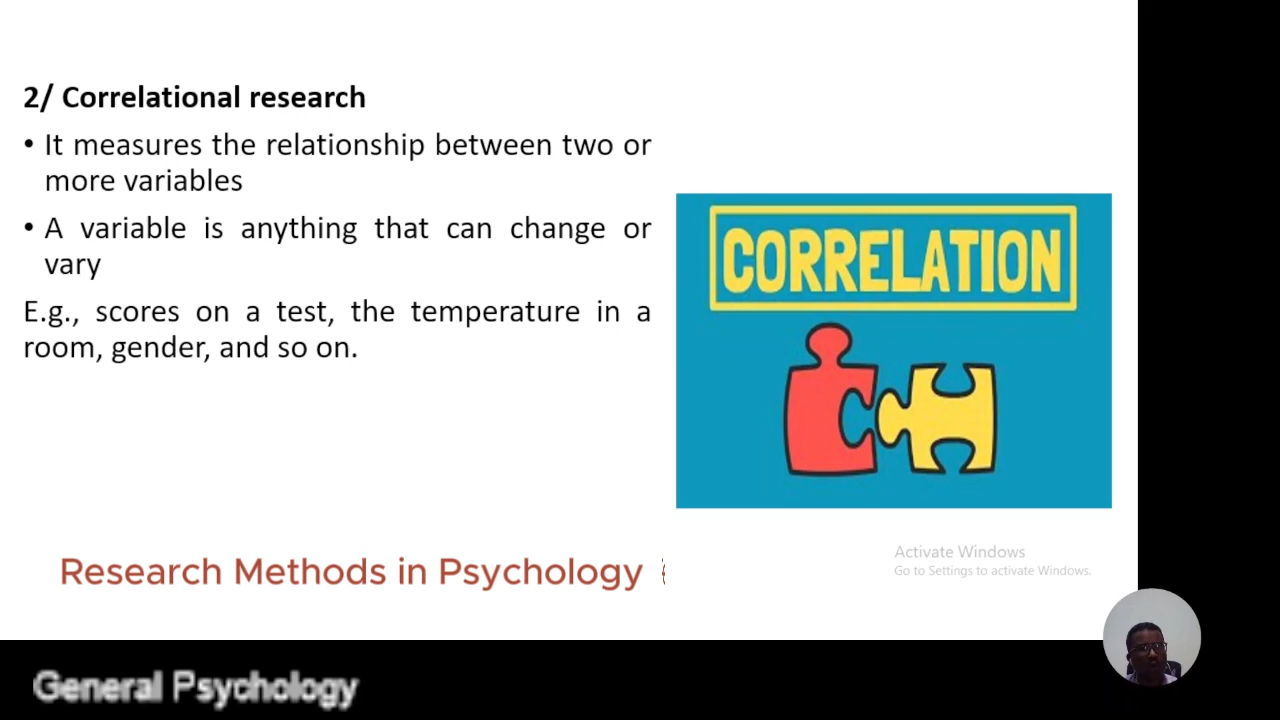 2/ Correlational research
• It measures the relationship between two or
more variables
• A variable is anything that can change or
vary
E.g., scores on a test, the temperature in a
room, gender, and so on.
CORRELATION
Research Methods in Psychology
Activate Windows
Go to Settings to activate Windows.
General Psychology